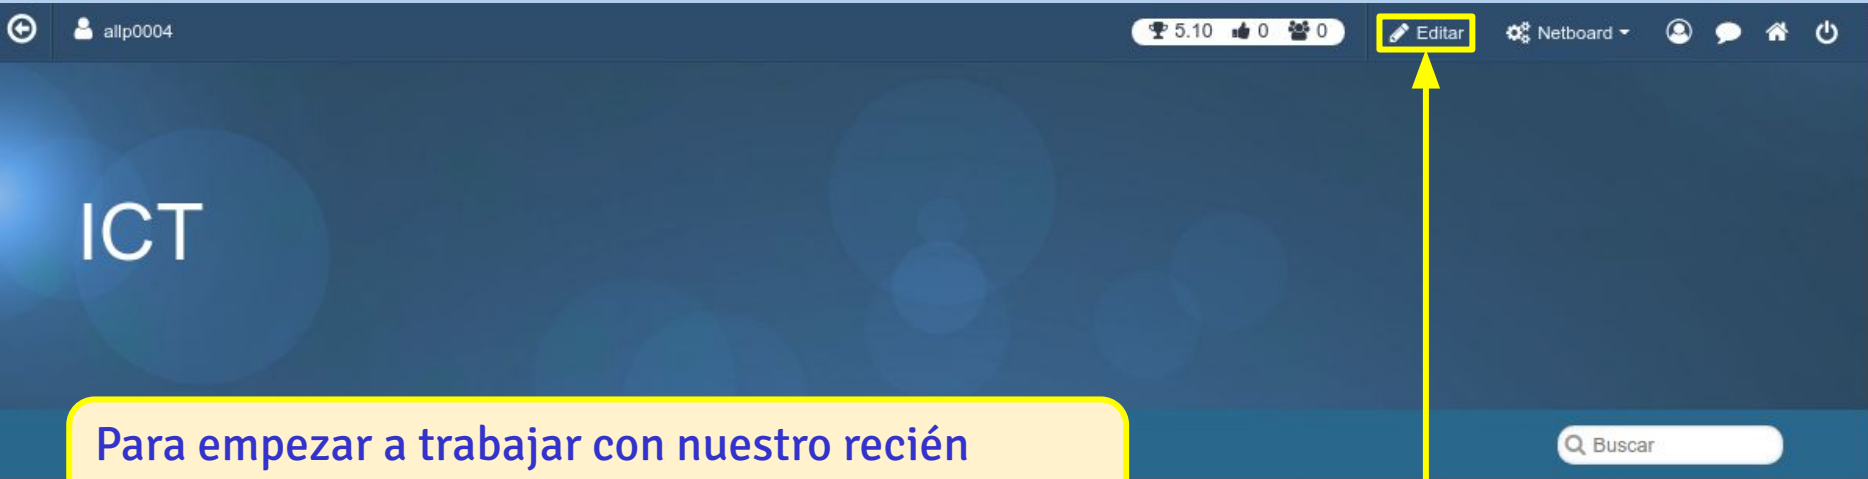 allp0004
5.10 0 0
Editar
Netboard
ICT
Para empezar a trabajar con nuestro recién
Buscar